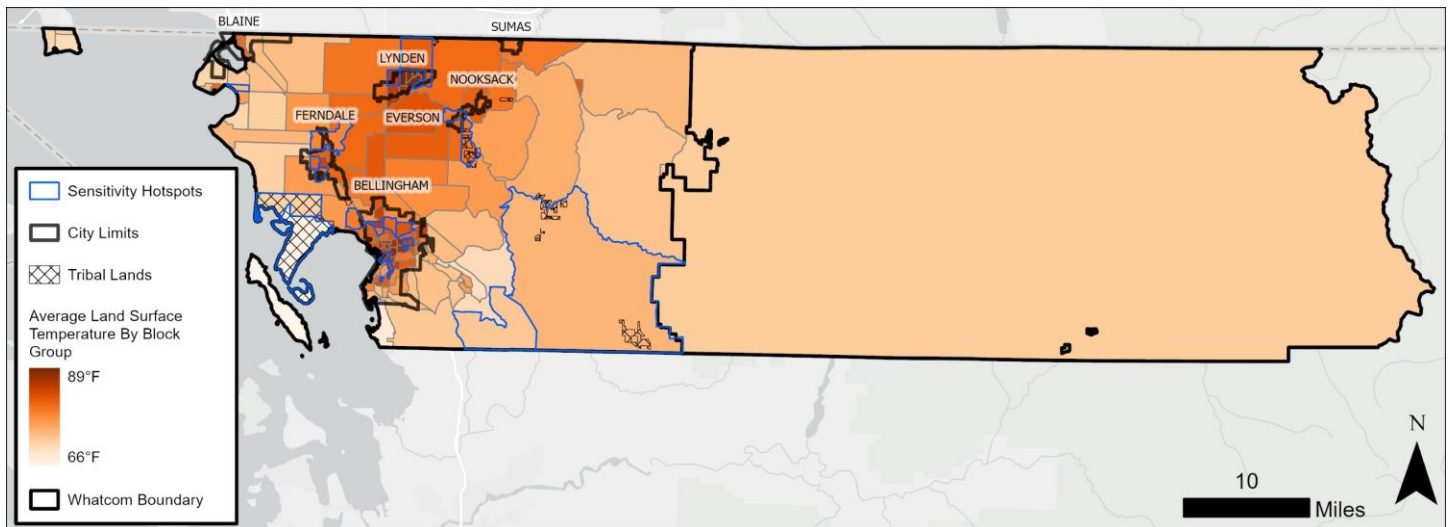 BLAINE
SUMAS
LYNDEN
NOOKSACK
FERNDALE
EVERSON
BELLINGHAM
Sensitivity Hotspots
City Limits
Tribal Lands
Average Land Surface
Temperature By Block
Group
89°F
66°F
Whatcom Boundary
N
10
Miles